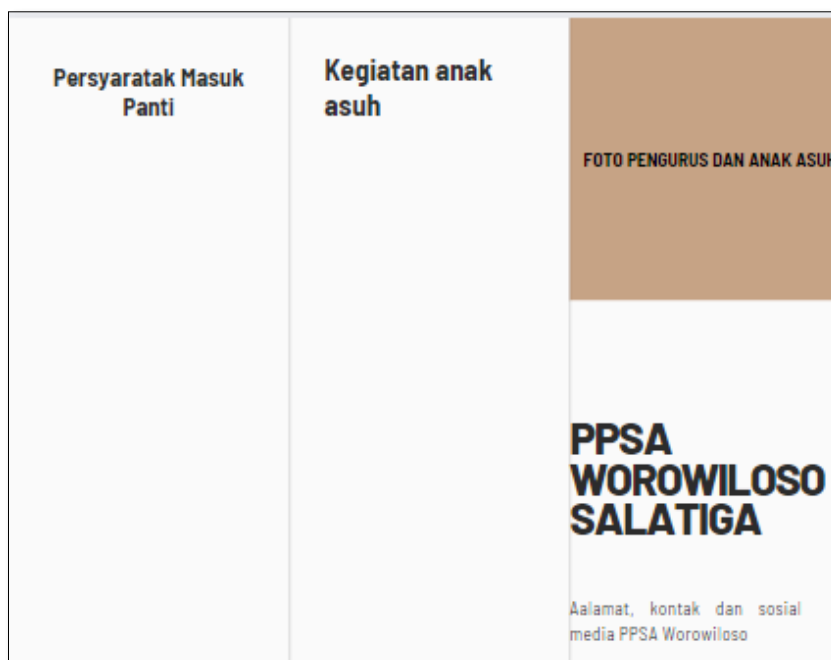 Persyaratak Masuk
Panti
Kegiatan anak
asuh
FOTO PENGURUS DAN ANAK ASUH
PPSA
WOROWILOSO
SALATIGA
Aalamat, kontak dan sosial
media PPSA Worowiloso